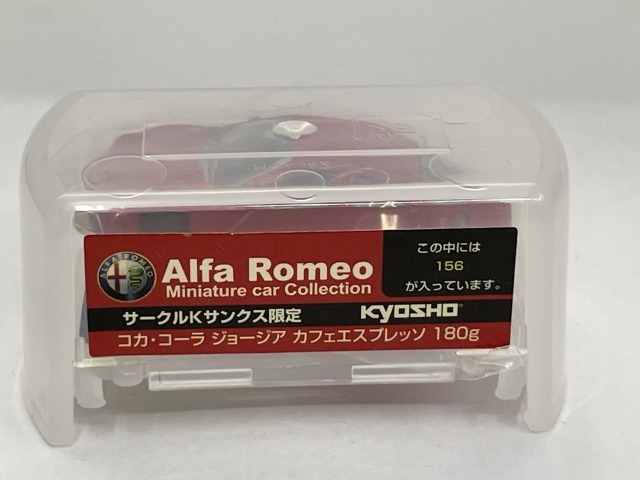 ALFA ROMEO
Alfa Romeo
Miniature car Collection
この中には
156
が入っています。
サークルKサンクス限定
KYOSHO
コカ・コーラ ジョージア カフェエスプレッソ 180g